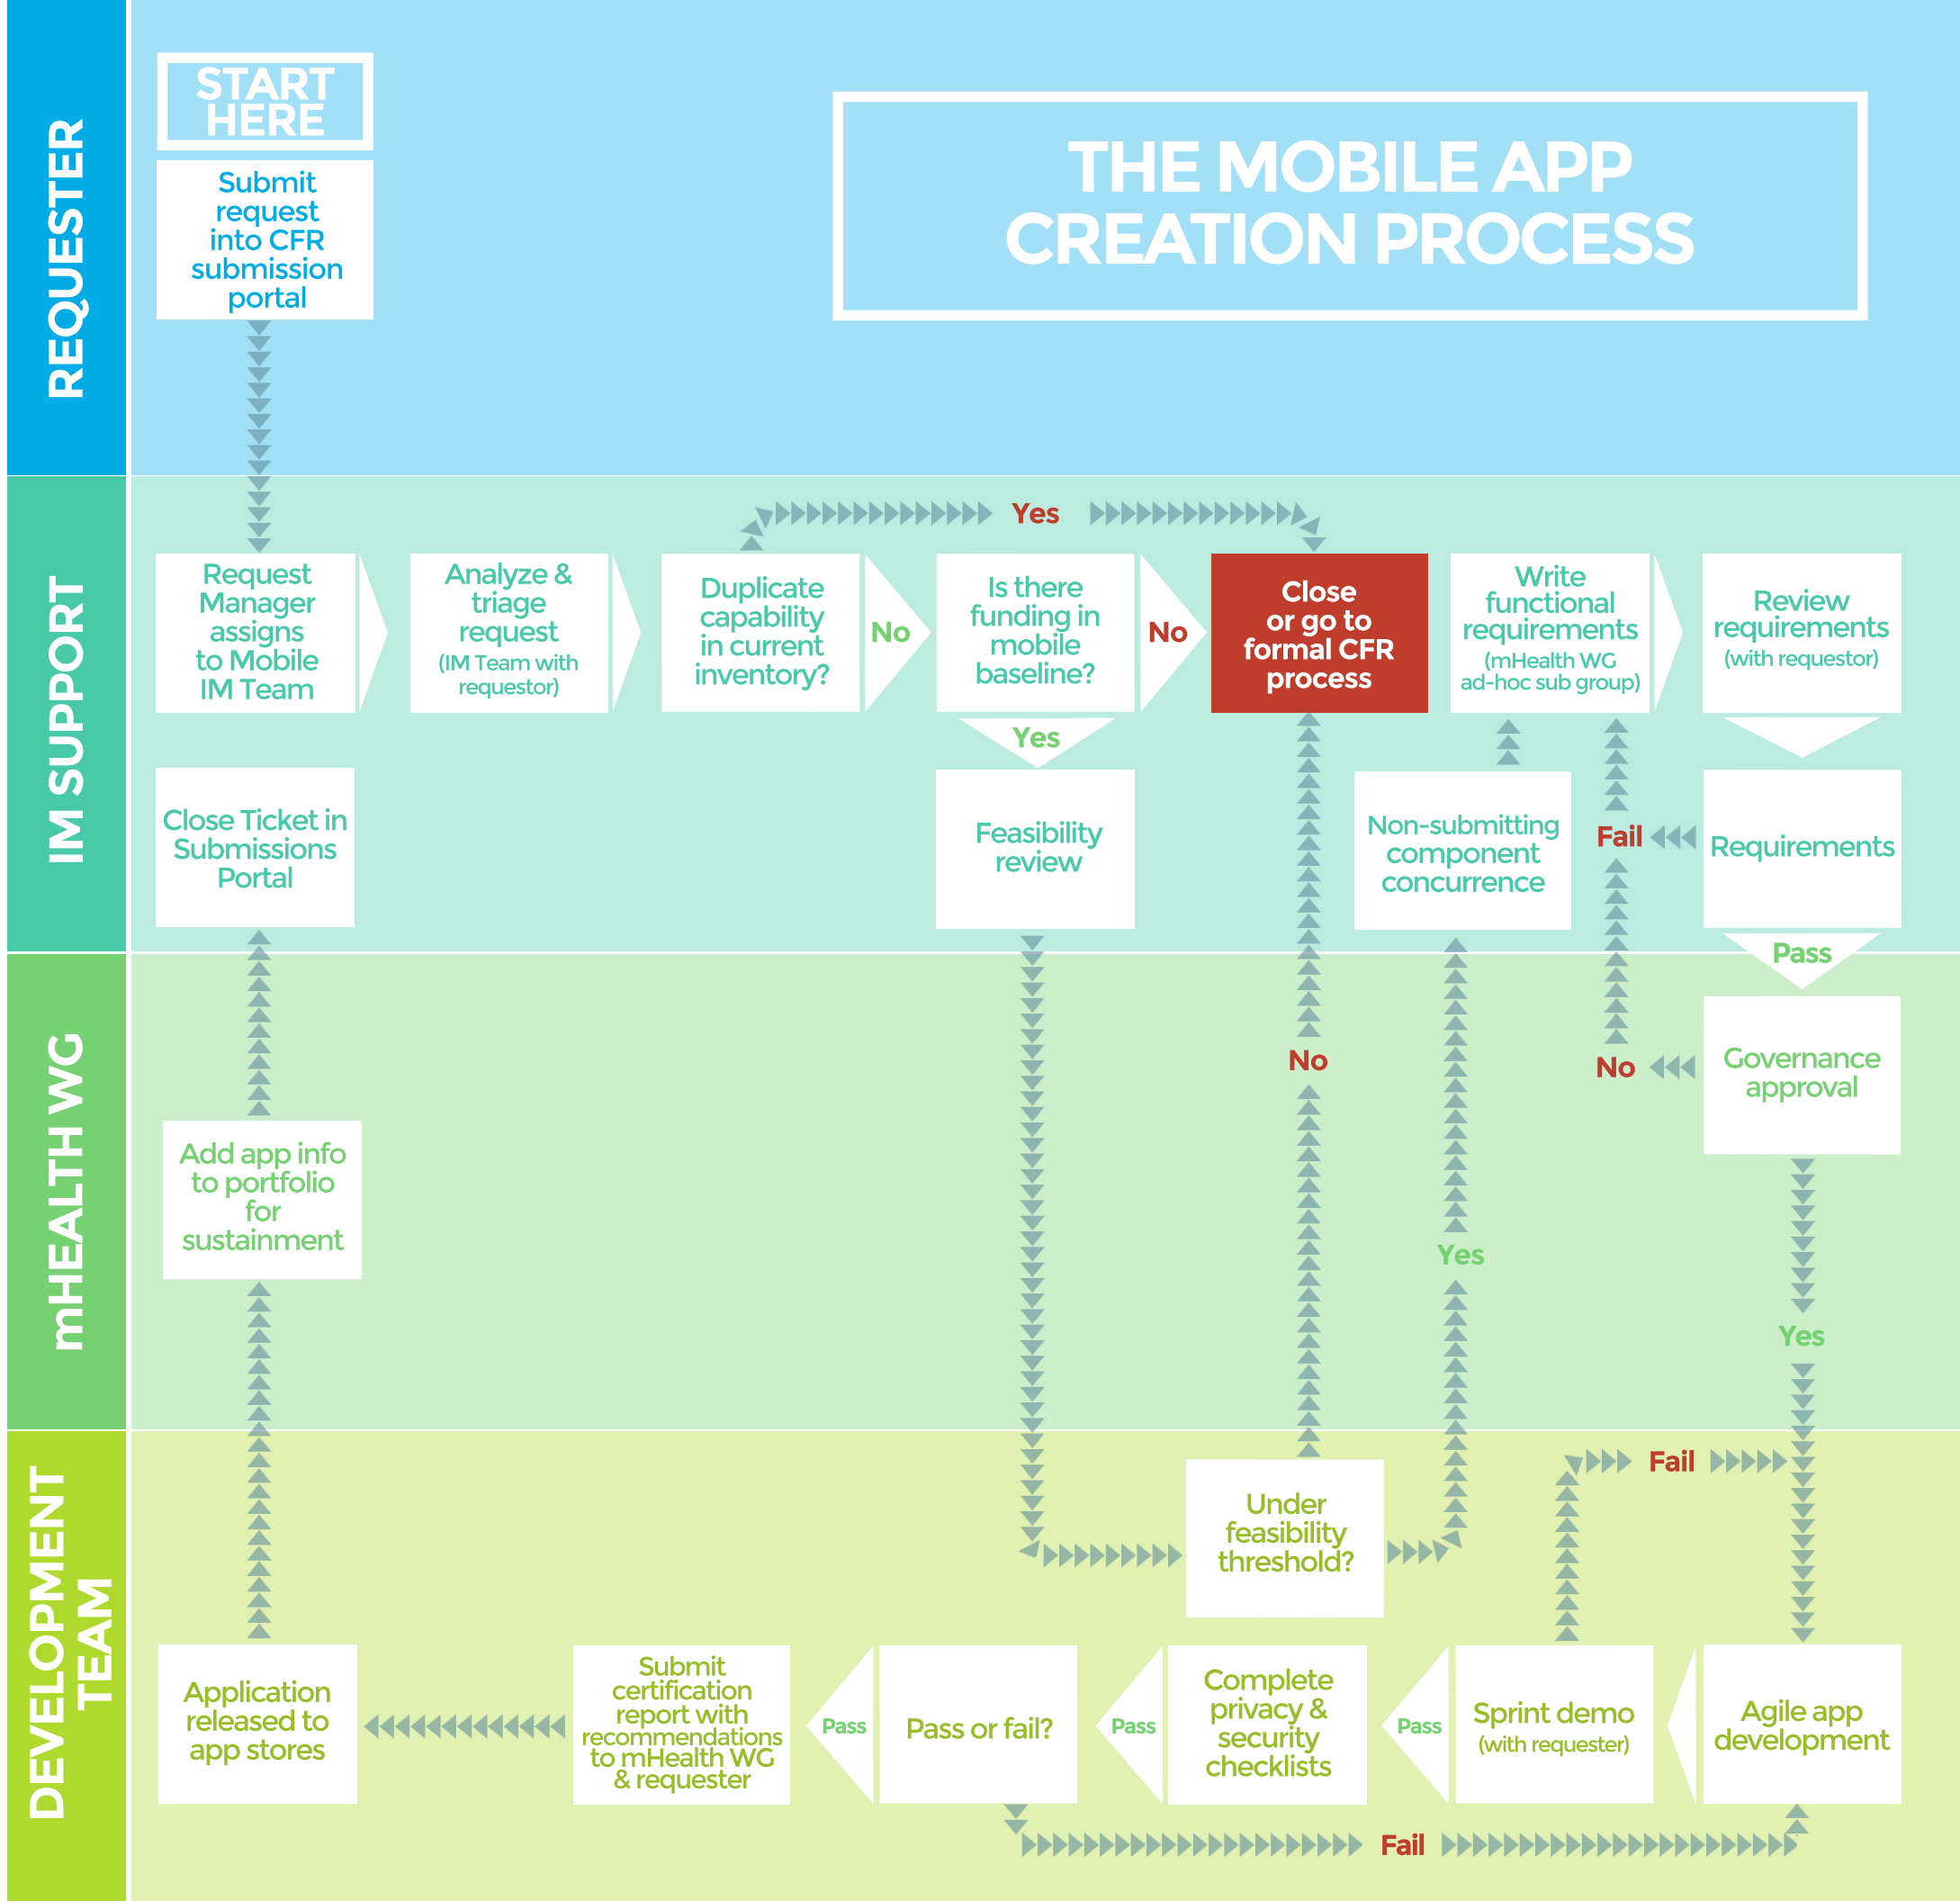 REQUESTER
START
HERE
Submit
request
into CFR
submission
portal
THE MOBILE APP
CREATION PROCESS
IM SUPPORT
Yes
Request
Manager
assigns
to Mobile
IM Team
Analyze &
triage
request
(IM Team with
requestor)
Duplicate
capability
in current
inventory?
No
Is there
funding in
mobile
baseline?
No
Close
or go to
formal CFR
process
Write
functional
requirements
(mHealth WG
ad-hoc sub group)
Review
requirements
(with requestor)
Yes
Close Ticket in
Submissions
Portal
Feasibility
review
Non-submitting
component
concurrence
Fail
Requirements
Pass
mHEALTH WG
No
No
Governance
approval
Add app info
to portfolio
for
sustainment
Yes
Yes
DEVELOPMENT
TEAM
Fail
Under
feasibility
threshold?
Application
released to
app stores
Submit
certification
report with
recommendations
to mHealth WG
& requester
Pass
Pass or fail?
Pass
Complete
privacy &
security
checklists
Pass
Sprint demo
(with requester)
Agile app
development
Fail